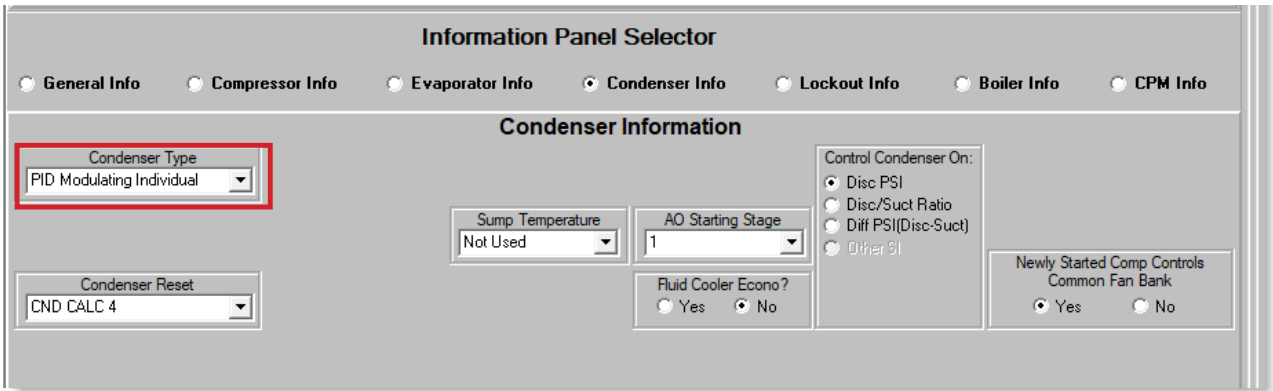 Information Panel Selector
General Info Compressor Info Evaporator Info Condenser Info Lockout Info Boiler Info CPM Info
Condenser Information
Condenser Type
PID Modulating Individual
Control Condenser On:
Disc PSI
Disc/Suct Ratio
Diff PSI(Disc-Suct)
Other SI
Sump Temperature
Not Used
AO Starting Stage
1
Condenser Reset
CND CALC 4
Fluid Cooler Econo?
Yes No
Newly Started Comp Controls
Common Fan Bank
Yes No